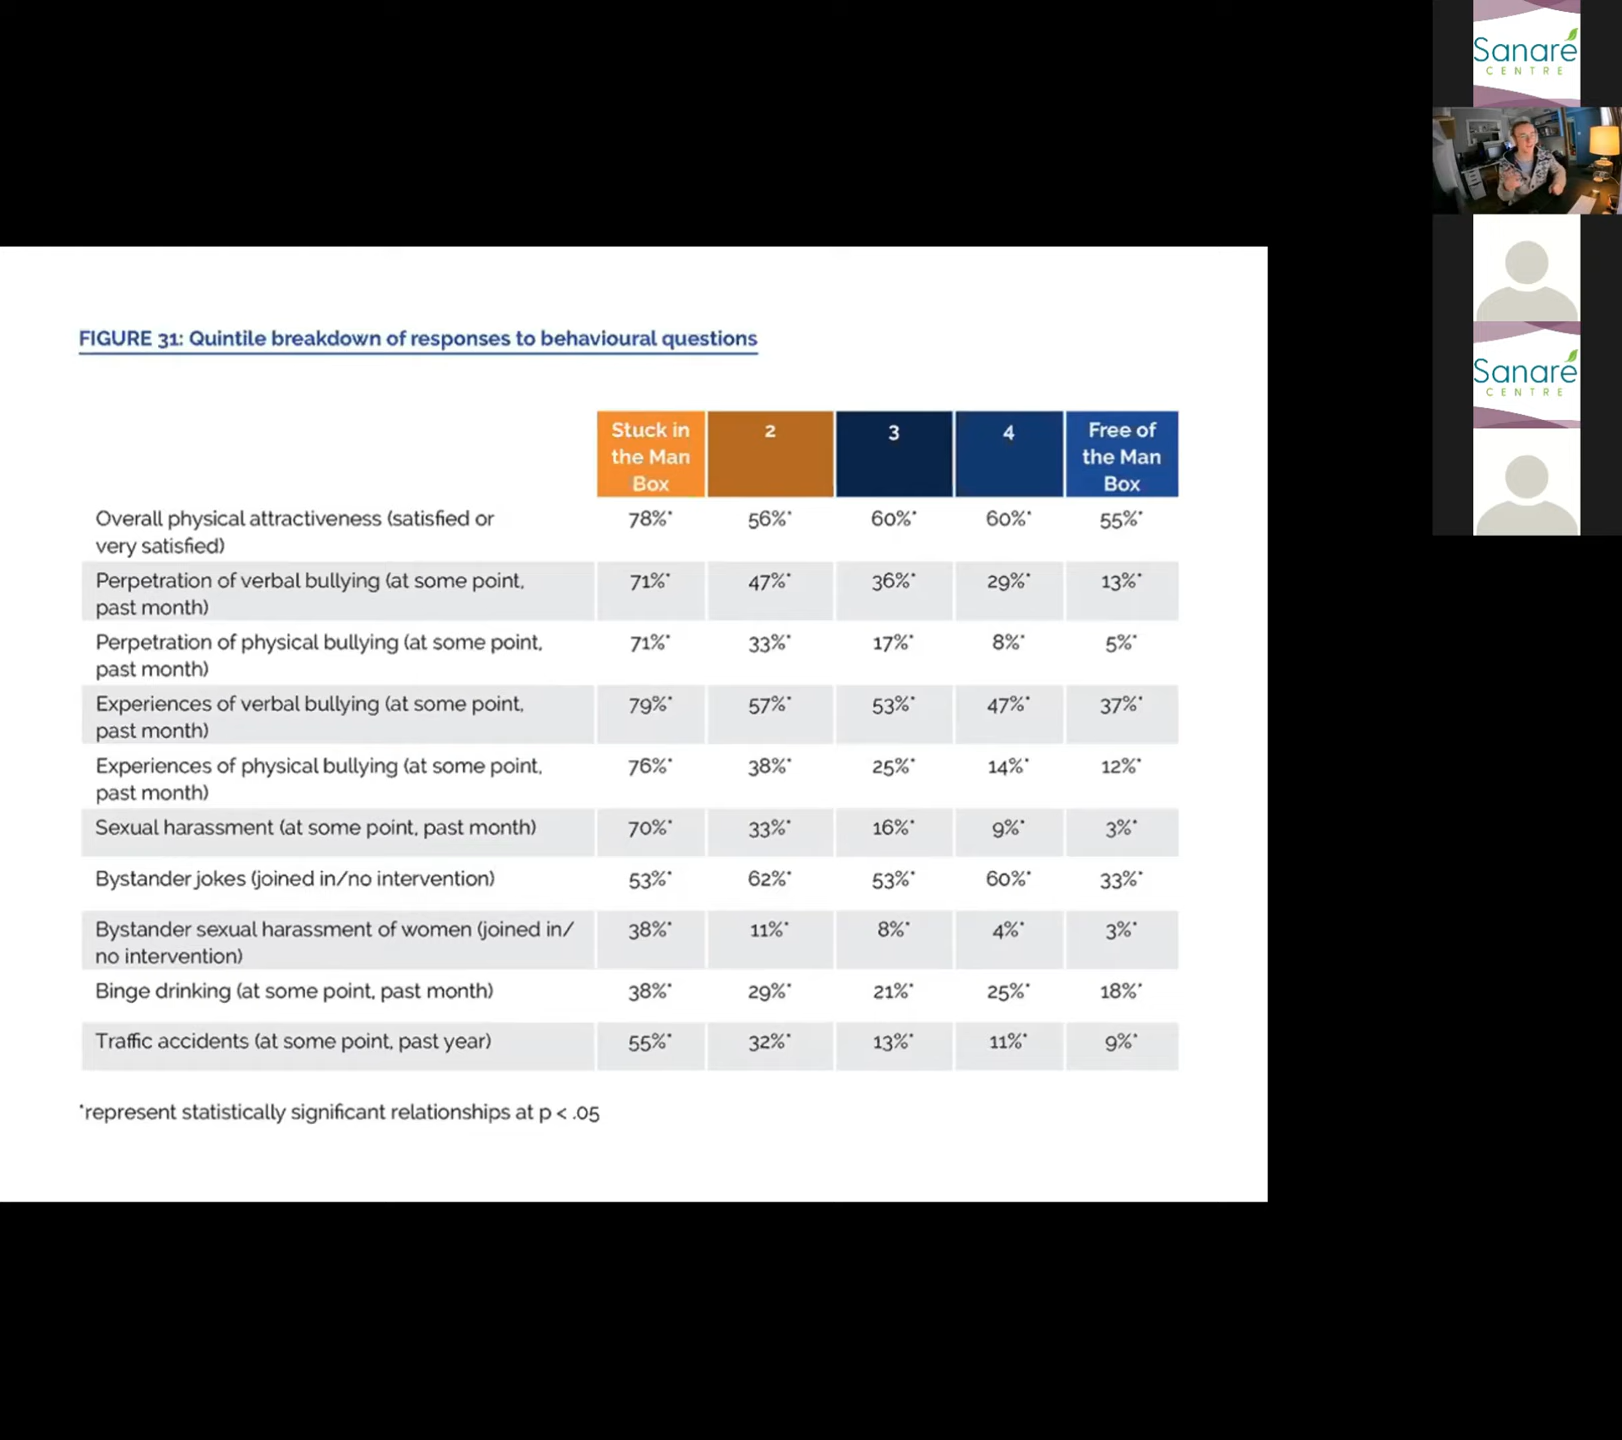 FIGURE 31: Quintile breakdown of responses to behavioural questions
Stuck in the Man Box 2 3 4 Free of the Man Box
Overall physical attractiveness (satisfied or
very satisfied) 78%* 56%* 60%* 60%* 55%*
Perpetration of verbal bullying (at some point,
past month) 71%* 47%* 36%* 29%* 13%*
Perpetration of physical bullying (at some point,
past month) 71%* 33%* 17%* 8%* 5%*
Experiences of verbal bullying (at some point,
past month) 79%* 57%* 53%* 47%* 37%*
Experiences of physical bullying (at some point,
past month) 76%* 38%* 25%* 14%* 12%*
Sexual harassment (at some point, past month) 70%* 33%* 16%* 9%* 3%*
Bystander jokes (joined in/no intervention) 53%* 62%* 53%* 60%* 33%*
Bystander sexual harassment of women (joined in/
no intervention) 38%* 11%* 8%* 4%* 3%*
Binge drinking (at some point, past month) 38%* 29%* 21%* 25%* 18%*
Traffic accidents (at some point, past year) 55%* 32%* 13%* 11%* 9%*
*represent statistically significant relationships at p < .05
Sanaré
CENTRE
Sanaré
CENTRE